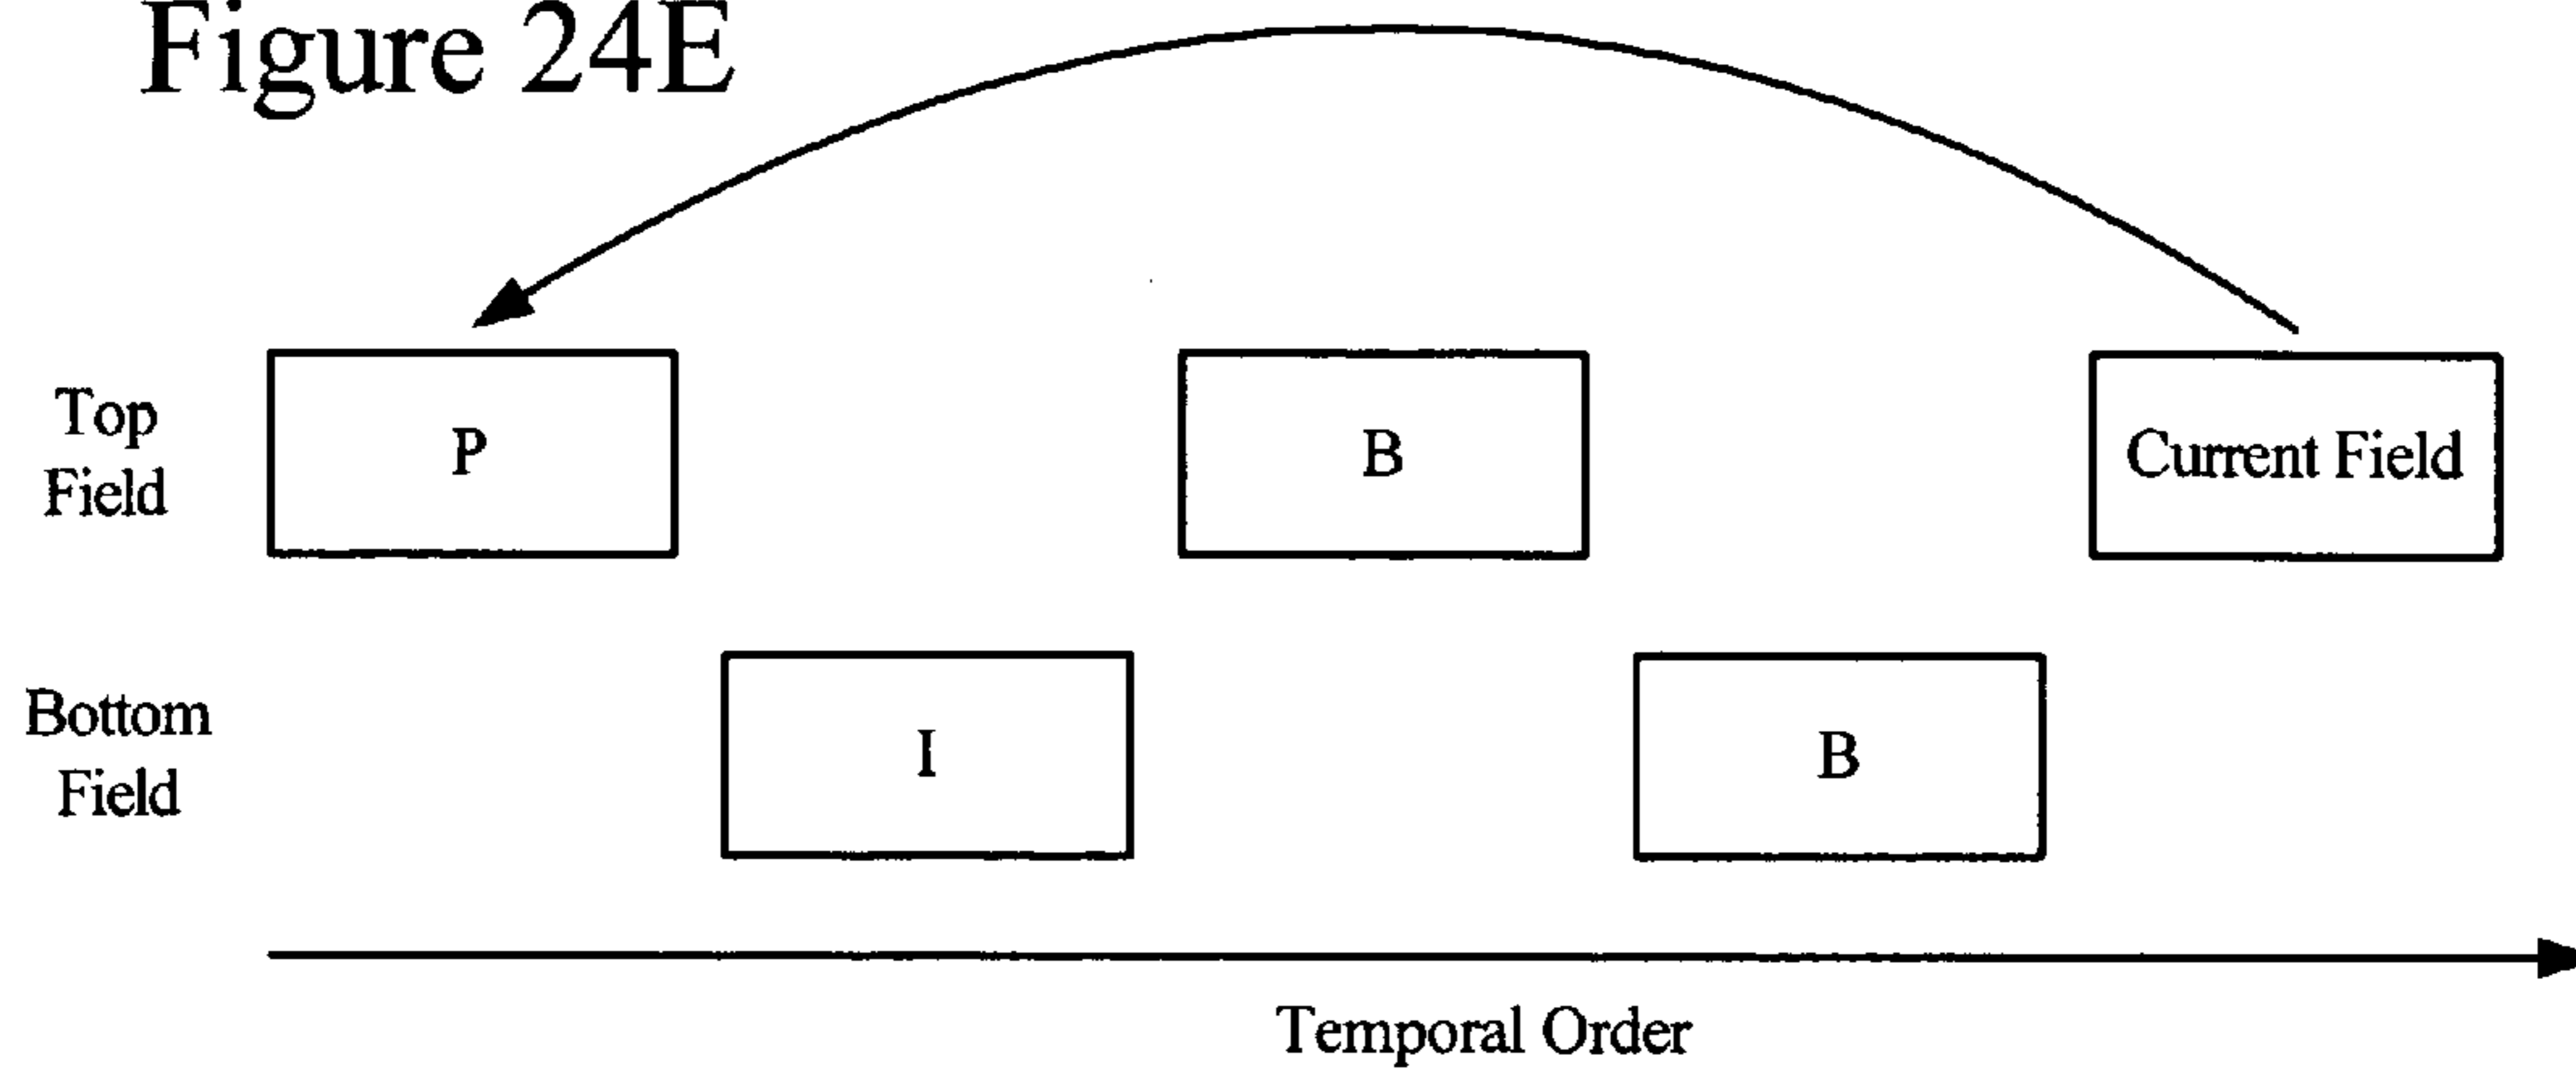 Figure 24E
Top
Field
P
B
Current Field
Bottom
Field
I
B
Temporal Order